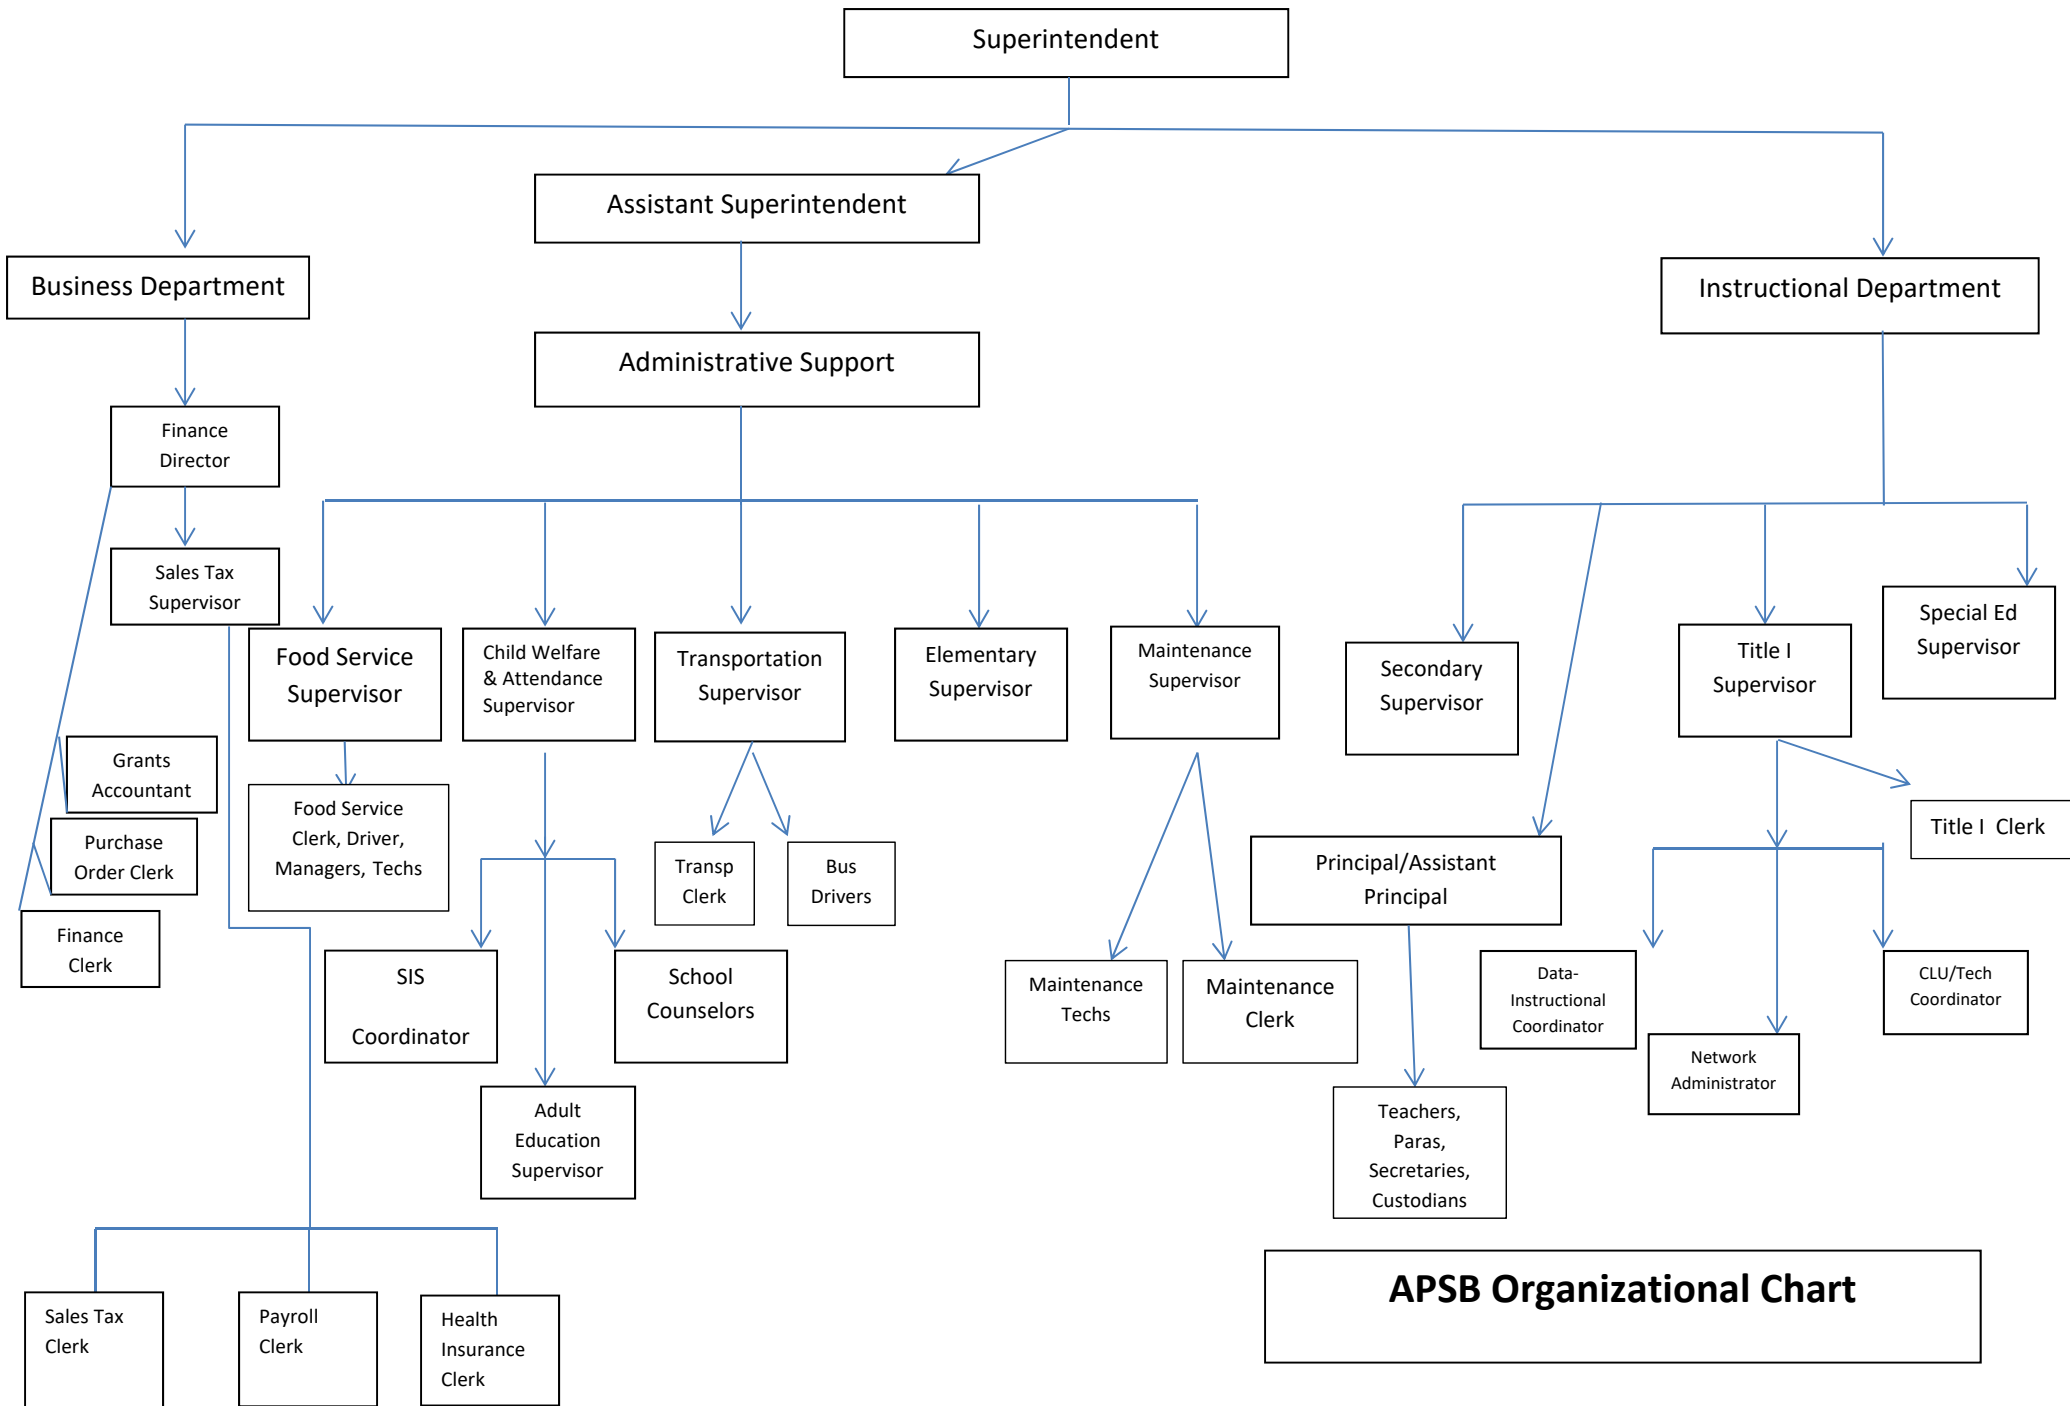 Superintendent
Assistant Superintendent
Business Department
Instructional Department
Administrative Support
Finance
Director
Sales Tax
Supervisor
Food Service
Supervisor
Child Welfare
& Attendance
Supervisor
Transportation
Supervisor
Elementary
Supervisor
Maintenance
Supervisor
Secondary
Supervisor
Title I
Supervisor
Special Ed
Supervisor
Grants
Accountant
Purchase
Order Clerk
Finance
Clerk
Food Service
Clerk, Driver,
Managers, Techs
Transp
Clerk
Bus
Drivers
Principal/Assistant
Principal
Title I  Clerk
SIS
Coordinator
School
Counselors
Maintenance
Techs
Maintenance
Clerk
Data-
Instructional
Coordinator
CLU/Tech
Coordinator
Network
Administrator
Adult
Education
Supervisor
Teachers,
Paras,
Secretaries,
Custodians
APSB Organizational Chart
Sales Tax
Clerk
Payroll
Clerk
Health
Insurance
Clerk